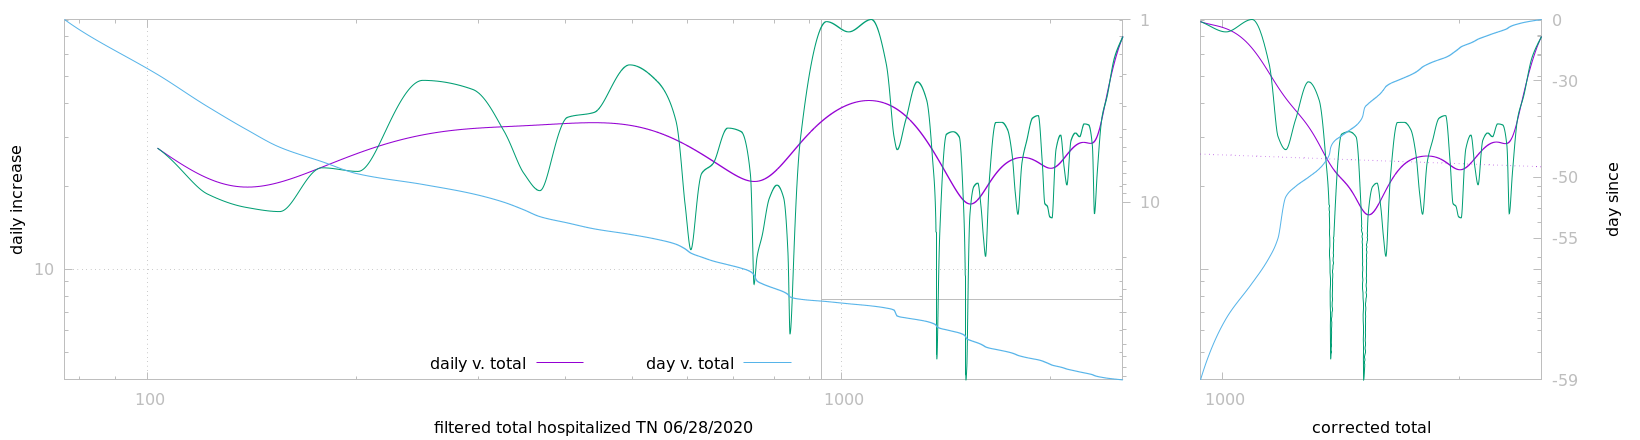 1
0
-30
daily increase
day since
-50
10
-55
10
daily v. total
day v. total
-59
100
1000
1000
filtered total hospitalized TN 06/28/2020
corrected total